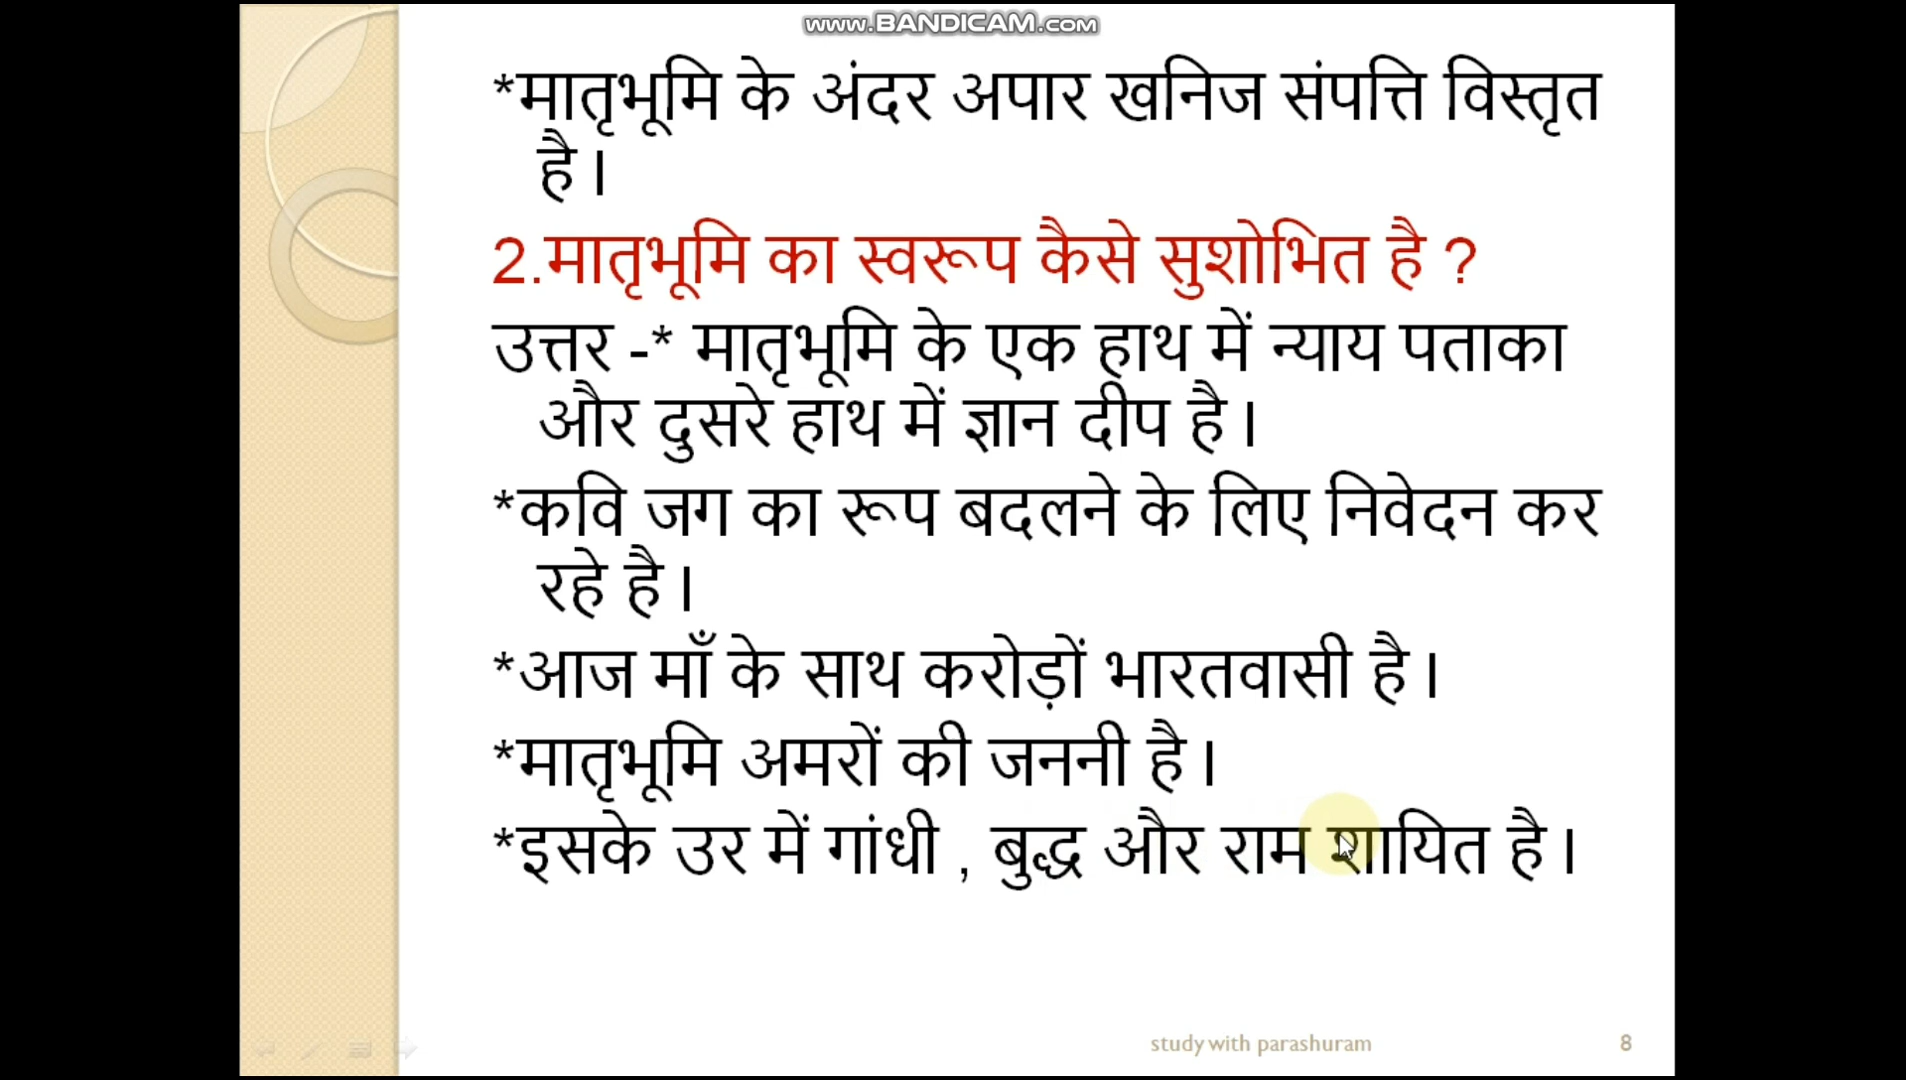 www.BANDICAM.com
*मातृभूमि के अंदर अपार खनिज संपत्ति विस्तृत
है।
2.मातृभूमि का स्वरूप कैसे सुशोभित है ?
उत्तर -* मातृभूमि के एक हाथ में न्याय पताका
और दुसरे हाथ में ज्ञान दीप है।
*कवि जग का रूप बदलने के लिए निवेदन कर
रहे है।
*आज माँ के साथ करोड़ों भारतवासी है।
*मातृभूमि अमरों की जननी है।
*इसके उर में गांधी , बुद्ध और राम शायित है।
study with parashuram 8